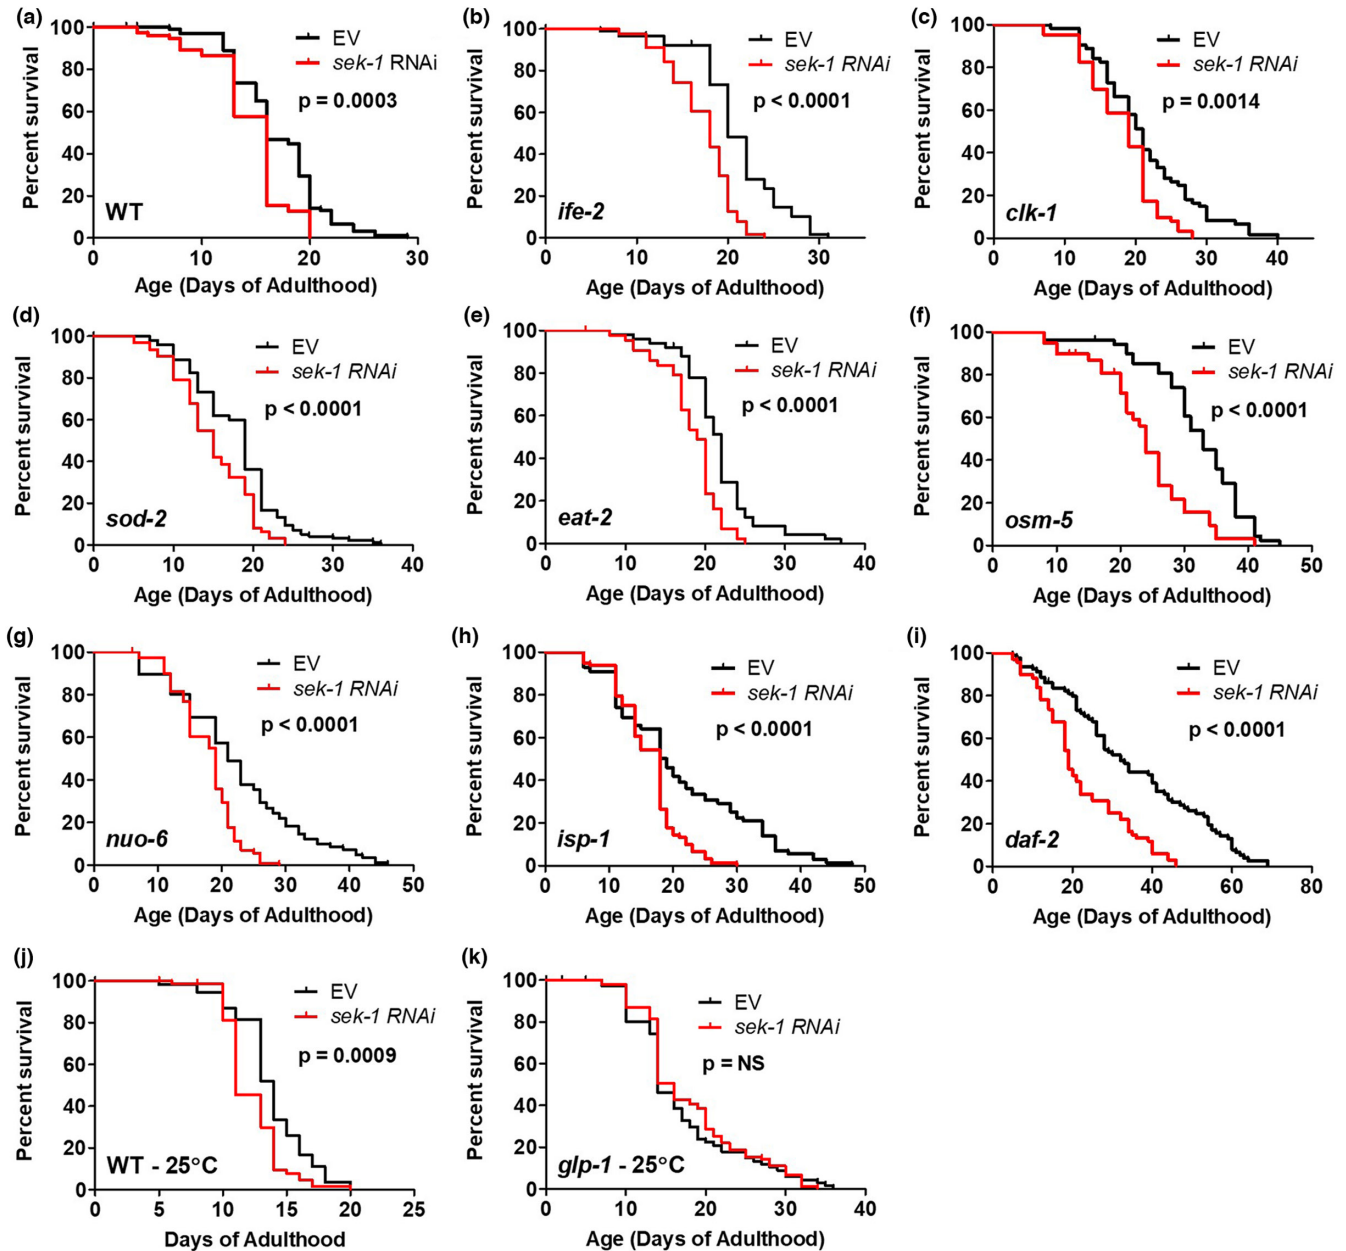 (a)
100
80
60
40
20
0
Percent survival
EV
sek-1 RNAi
p = 0.0003
WT
0 10 20 30
Age (Days of Adulthood)
(b)
100
80
60
40
20
0
Percent survival
EV
sek-1 RNAi
p < 0.0001
ife-2
0 10 20 30
Age (Days of Adulthood)
(c)
100
80
60
40
20
0
Percent survival
EV
sek-1 RNAi
p = 0.0014
clk-1
0 10 20 30 40
Age (Days of Adulthood)
(d)
100
80
60
40
20
0
Percent survival
EV
sek-1 RNAi
p < 0.0001
sod-2
0 10 20 30 40
Age (Days of Adulthood)
(e)
100
80
60
40
20
0
Percent survival
EV
sek-1 RNAi
p < 0.0001
eat-2
0 10 20 30 40
Age (Days of Adulthood)
(f)
100
80
60
40
20
0
Percent survival
EV
sek-1 RNAi
p < 0.0001
osm-5
0 10 20 30 40 50
Age (Days of Adulthood)
(g)
100
80
60
40
20
0
Percent survival
EV
sek-1 RNAi
p < 0.0001
nuo-6
0 10 20 30 40 50
Age (Days of Adulthood)
(h)
100
80
60
40
20
0
Percent survival
EV
sek-1 RNAi
p < 0.0001
isp-1
0 10 20 30 40 50
Age (Days of Adulthood)
(i)
100
80
60
40
20
0
Percent survival
EV
sek-1 RNAi
p < 0.0001
daf-2
0 20 40 60 80
Age (Days of Adulthood)
(j)
100
80
60
40
20
0
Percent survival
EV
sek-1 RNAi
p = 0.0009
WT - 25°C
0 5 10 15 20 25
Days of Adulthood
(k)
100
80
60
40
20
0
Percent survival
EV
sek-1 RNAi
p = NS
glp-1 - 25°C
0 10 20 30 40
Age (Days of Adulthood)